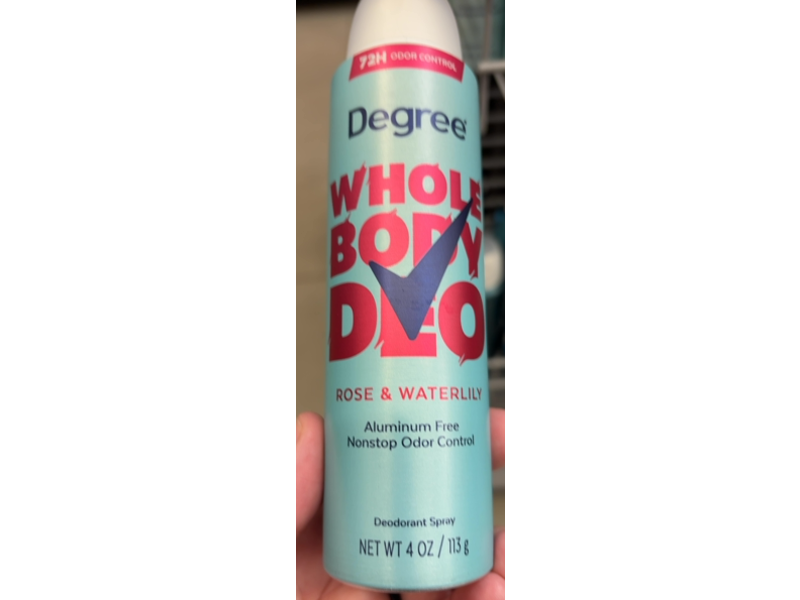 72H ODOR CONTROL
Degree
WHOLE
BODY
DEO
ROSE & WATERLILY
Aluminum Free
Nonstop Odor Control
Deodorant Spray
NET WT 4 OZ / 113 g